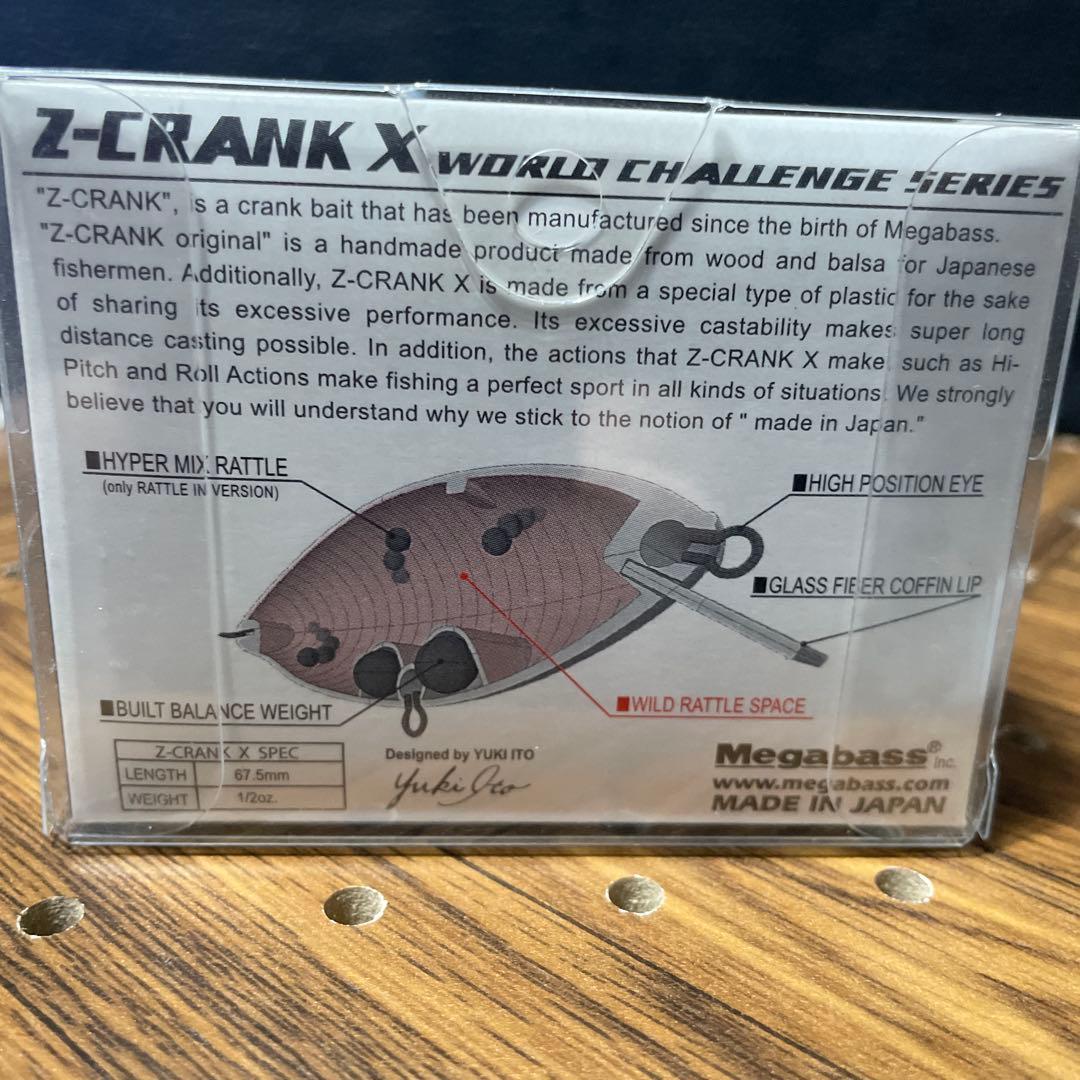 Z-CRANK X WORLD CHALLENGE SERIES
"Z-CRANK", is a crank bait that has been manufactured since the birth of Megabass.
"Z-CRANK original" is a handmade product made from wood and balsa for Japanese
fishermen. Additionally, Z-CRANK X is made from a special type of plastic for the sake
of sharing its excessive performance. Its excessive castability makes super long
distance casting possible. In addition, the actions that Z-CRANK X make such as Hi-
Pitch and Roll Actions make fishing a perfect sport in all kinds of situations. We strongly
believe that you will understand why we stick to the notion of " made in Japan."
■HYPER MIX RATTLE
(only RATTLE IN VERSION)
■HIGH POSITION EYE
■GLASS FIBER COFFIN LIP
■WILD RATTLE SPACE
■BUILT BALANCE WEIGHT
Z-CRANK X SPEC
LENGTH 67.5mm
WEIGHT 1/2oz.
Designed by YUKI ITO
Yuki Ito
Megabass® Inc.
www.megabass.com
MADE IN JAPAN